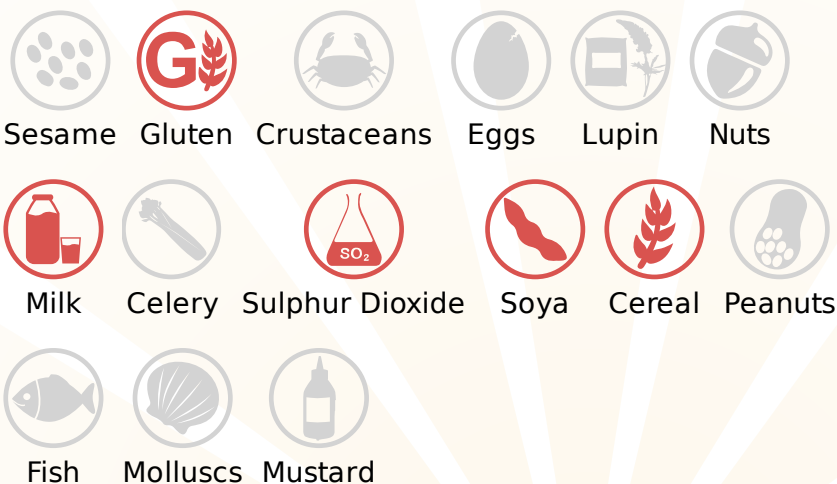 G
Sesame Gluten Crustaceans Eggs Lupin Nuts
SO₂
Milk Celery Sulphur Dioxide Soya Cereal Peanuts
Fish Molluscs Mustard